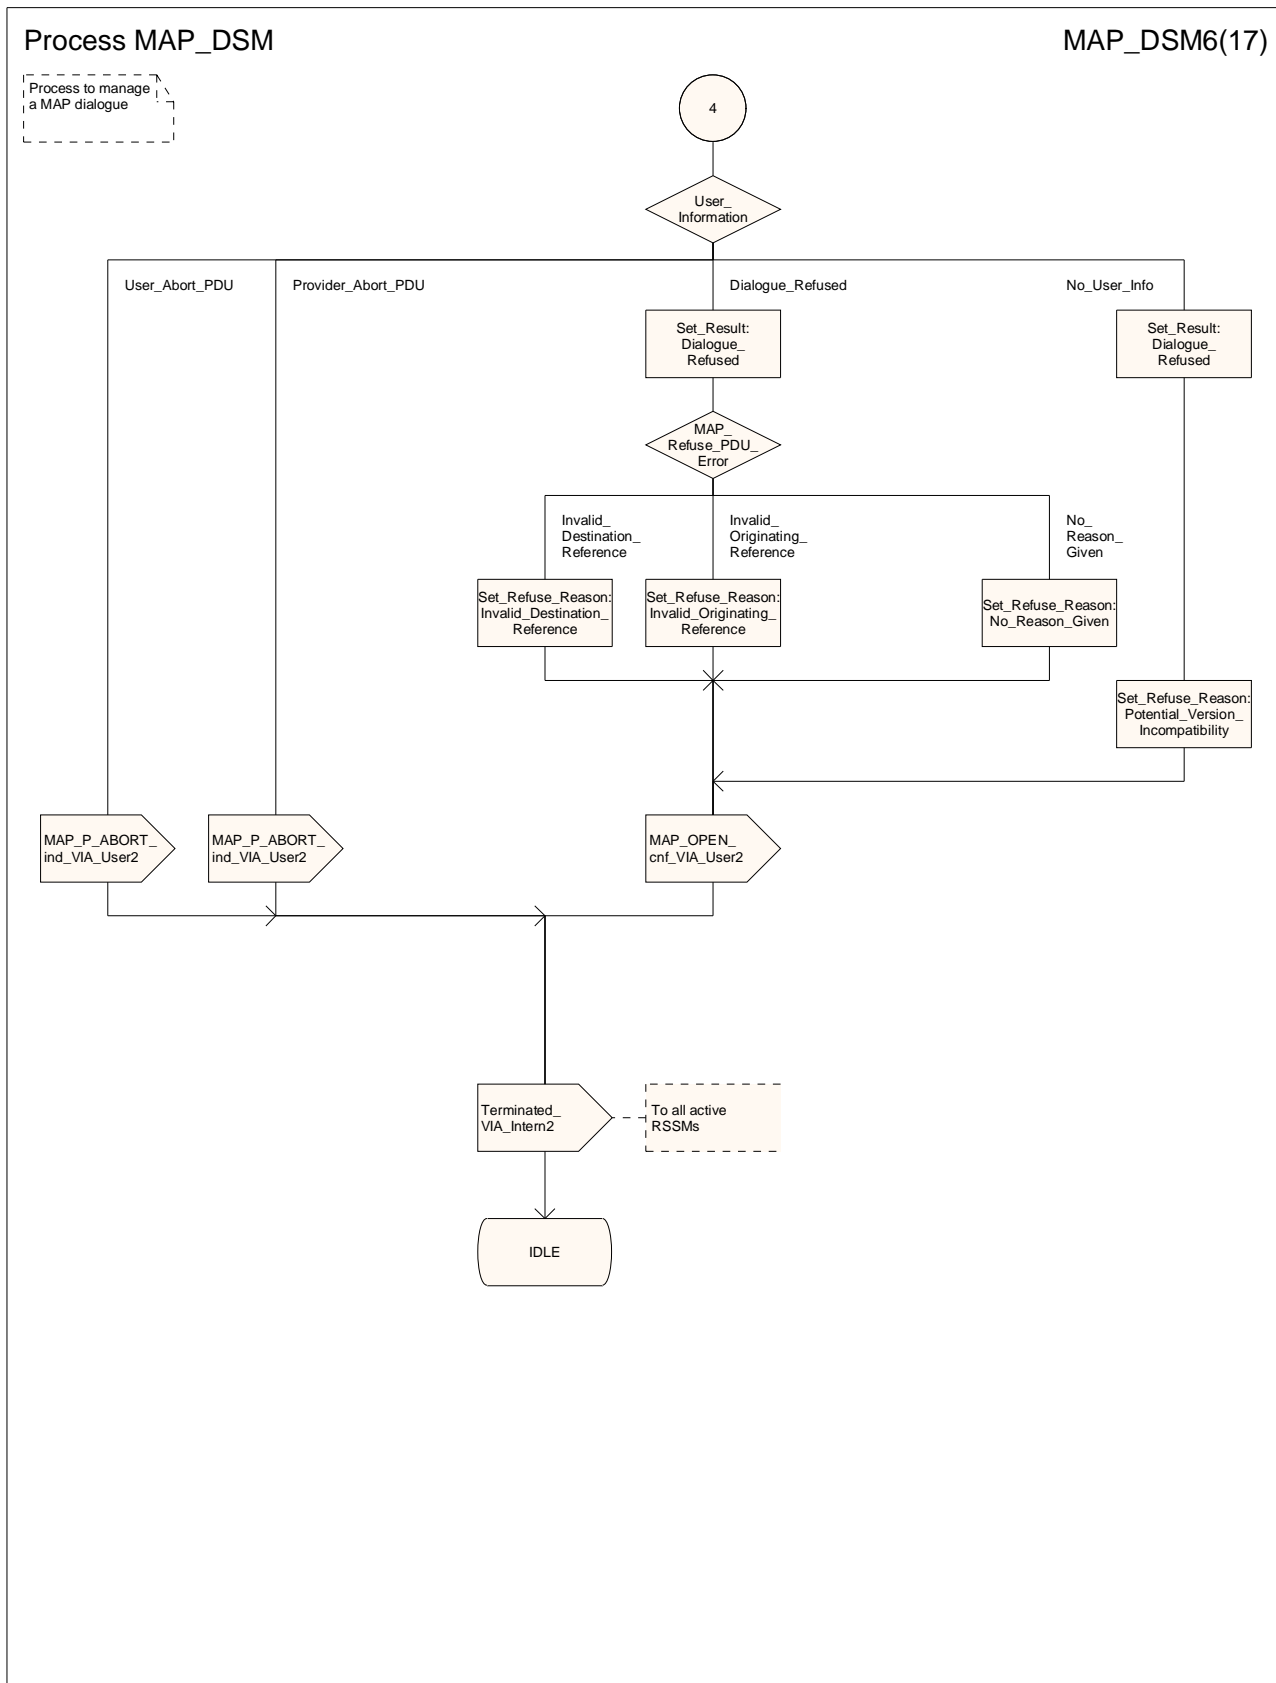 Process MAP_DSM
MAP_DSM6(17)
Process to manage
a MAP dialogue
4
User_
Information
User_Abort_PDU
Provider_Abort_PDU
Dialogue_Refused
No_User_Info
Set_Result:
Dialogue_
Refused
Set_Result:
Dialogue_
Refused
MAP_
Refuse_PDU_
Error
Invalid_
Destination_
Reference
Invalid_
Originating_
Reference
No_
Reason_
Given
Set_Refuse_Reason:
Invalid_Destination_
Reference
Set_Refuse_Reason:
Invalid_Originating_
Reference
Set_Refuse_Reason:
No_Reason_Given
Set_Refuse_Reason:
Potential_Version_
Incompatibility
MAP_P_ABORT_
ind_VIA_User2
MAP_P_ABORT_
ind_VIA_User2
MAP_OPEN_
cnf_VIA_User2
Terminated_
VIA_Intern2
To all active
RSSMs
IDLE